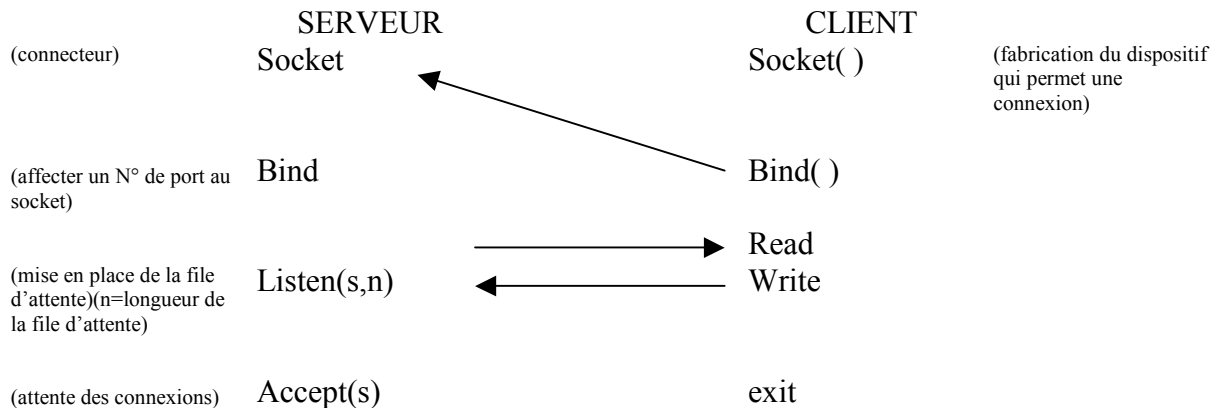 SERVEUR CLIENT
(connecteur) Socket Socket( ) (fabrication du dispositif
qui permet une
connexion)
(affecter un N° de port au Bind Bind( )
socket)
Read
(mise en place de la file Listen(s,n) Write
d'attente)(n=longueur de
la file d'attente)
(attente des connexions) Accept(s) exit